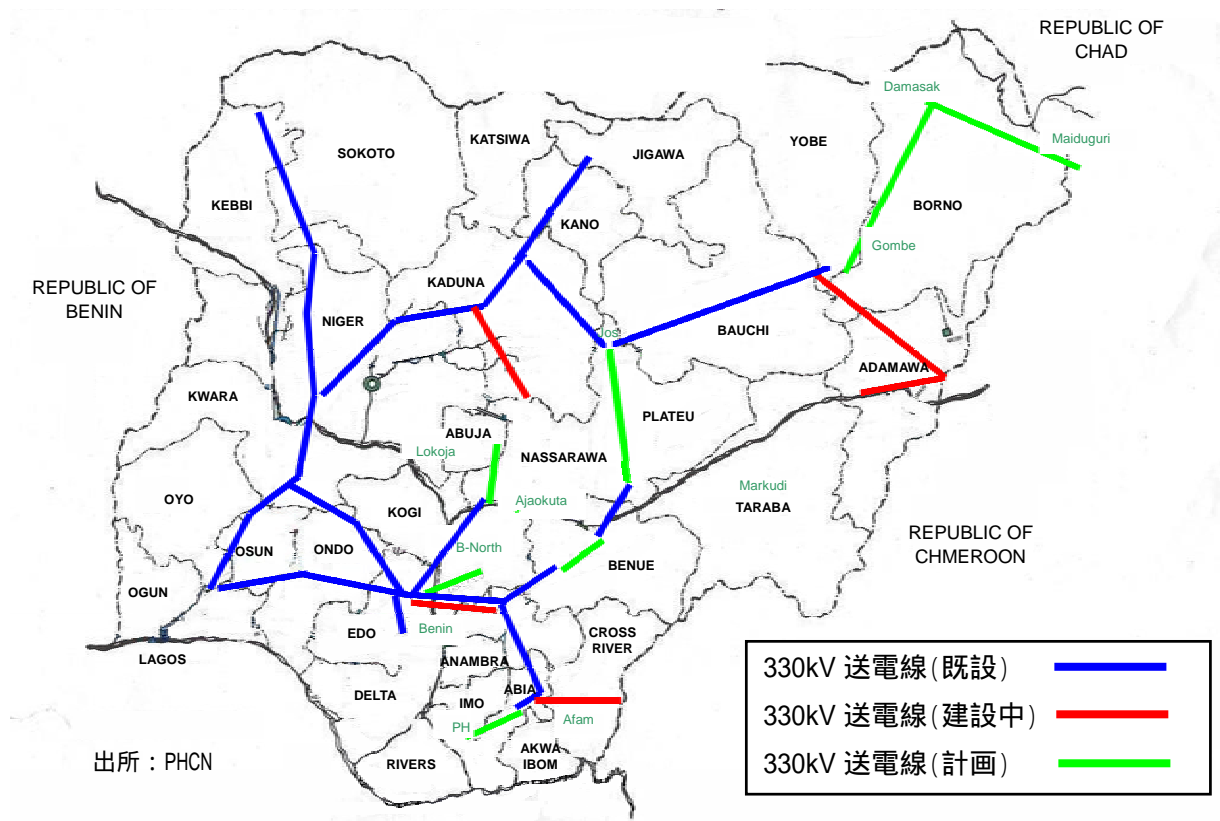 REPUBLIC OF
CHAD
Damasak
KATSIWA
YOBE
SOKOTO
JIGAWA
Maiduguri
KEBBI
BORNO
KANO
Gombe
KADUNA
REPUBLIC OF
BENIN
NIGER
BAUCHI
Jos
ADAMAWA
KWARA
PLATEU
ABUJA
Lokoja
NASSARAWA
Markudi
TARABA
OYO
KOGI
Ajaokuta
REPUBLIC OF
CHMEROON
OSUN
ONDO
B-North
BENUE
OGUN
EDO
Benin
CROSS
RIVER
LAGOS
ANAMBRA
DELTA
IMO
ABIA
PH
Afam
RIVERS
AKWA
IBOM
330kV 送電線(既設)
330kV 送電線(建設中)
330kV 送電線(計画)
出所：PHCN